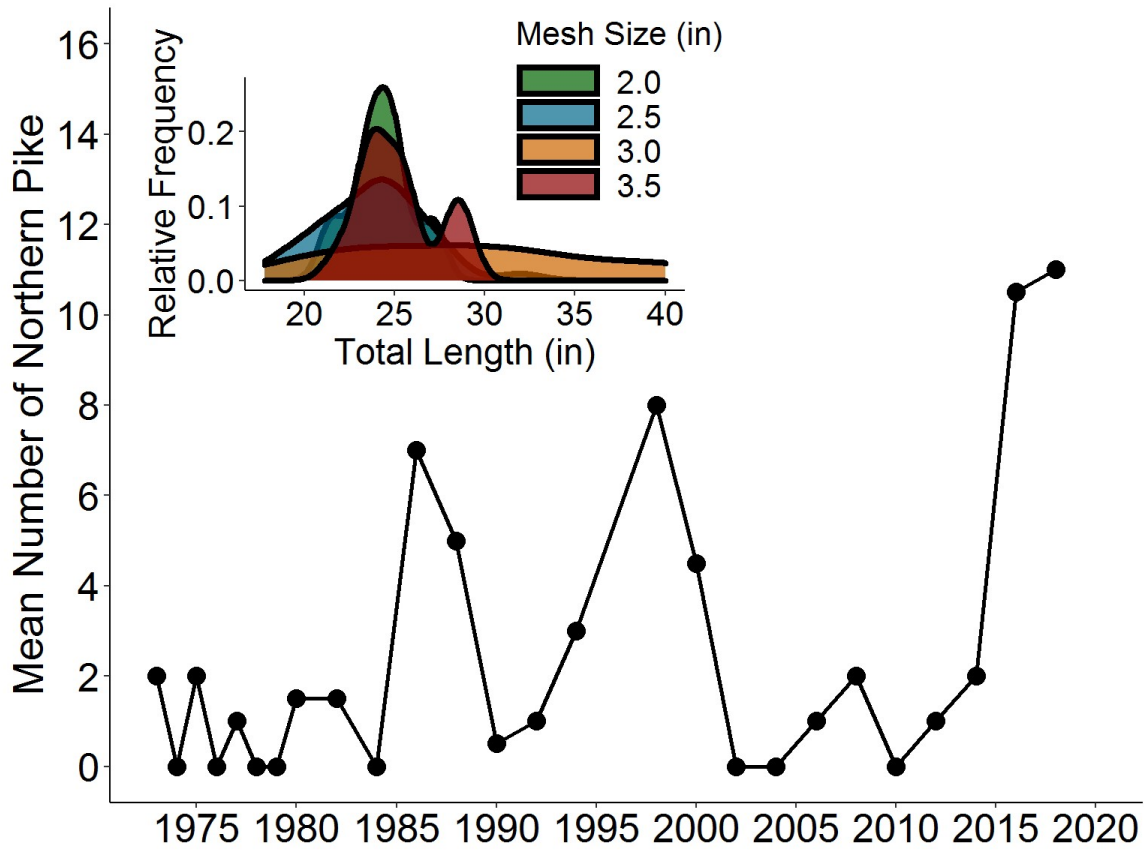 Mean Number of Northern Pike
16
14
12
10
8
6
4
2
0
1975 1980 1985 1990 1995 2000 2005 2010 2015 2020
Relative Frequency
0.2
0.1
0.0
20 25 30 35 40
Total Length (in)
Mesh Size (in)
2.0
2.5
3.0
3.5